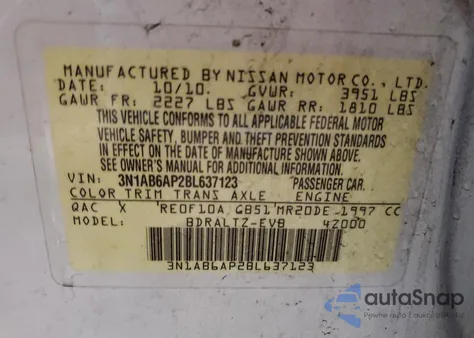 MANUFACTURED BY NISSAN MOTOR CO., LTD.
DATE: 10/10. GVWR: 3951 LBS
GAWR FR: 2227 LBS GAWR RR: 1810 LBS
THIS VEHICLE CONFORMS TO ALL APPLICABLE FEDERAL MOTOR
VEHICLE SAFETY, BUMPER AND THEFT PREVENTION STANDARDS
IN EFFECT ON THE DATE OF MANUFACTURE SHOWN ABOVE.
SEE OWNER'S MANUAL FOR ADDITIONAL INFORMATION.
VIN: 3N1AB6AP2BL637123 PASSENGER CAR.
COLOR TRIM TRANS AXLE ENGINE
QAC X RE0F10A GB51 MR20DE 1997 CC
MODEL: BDRALTZ-EVB 42000
3N1AB6AP2BL637123
autoSnap
Pewne auto